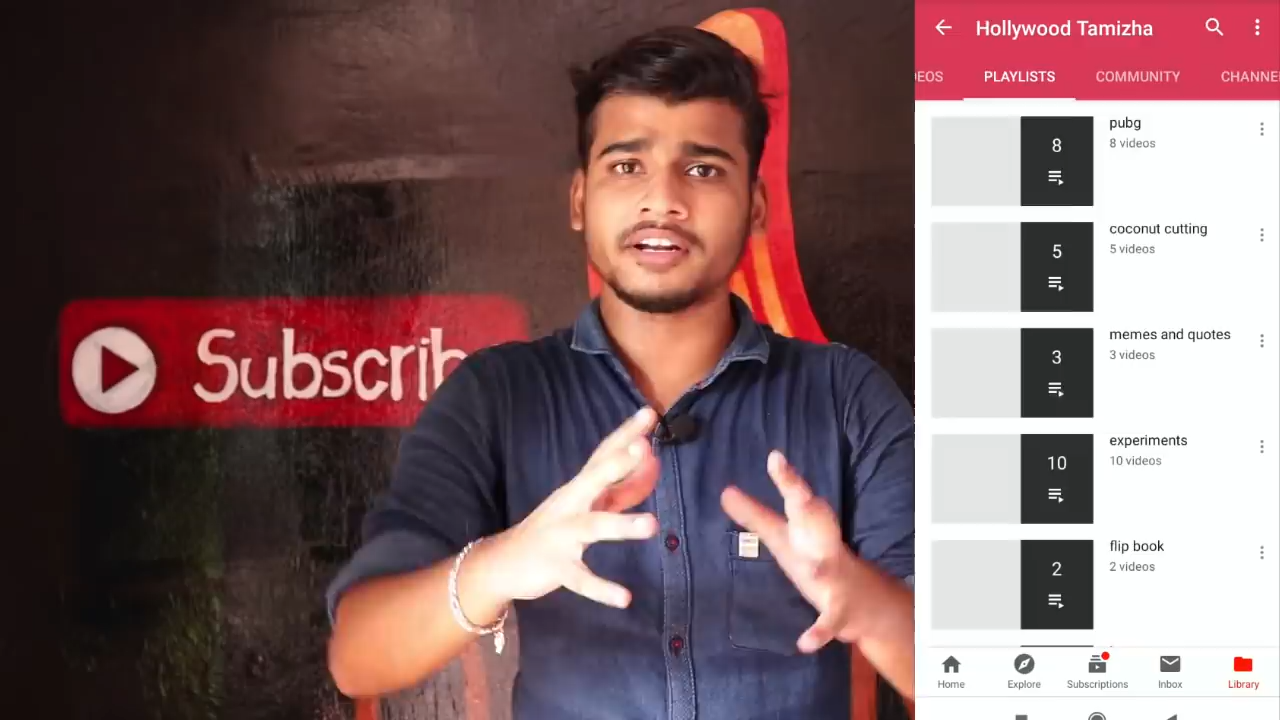 Subscrib
Hollywood Tamizha
EOS PLAYLISTS COMMUNITY CHANNE
8
pubg
8 videos
5
coconut cutting
5 videos
3
memes and quotes
3 videos
10
experiments
10 videos
2
flip book
2 videos
Home Explore Subscriptions Inbox Library